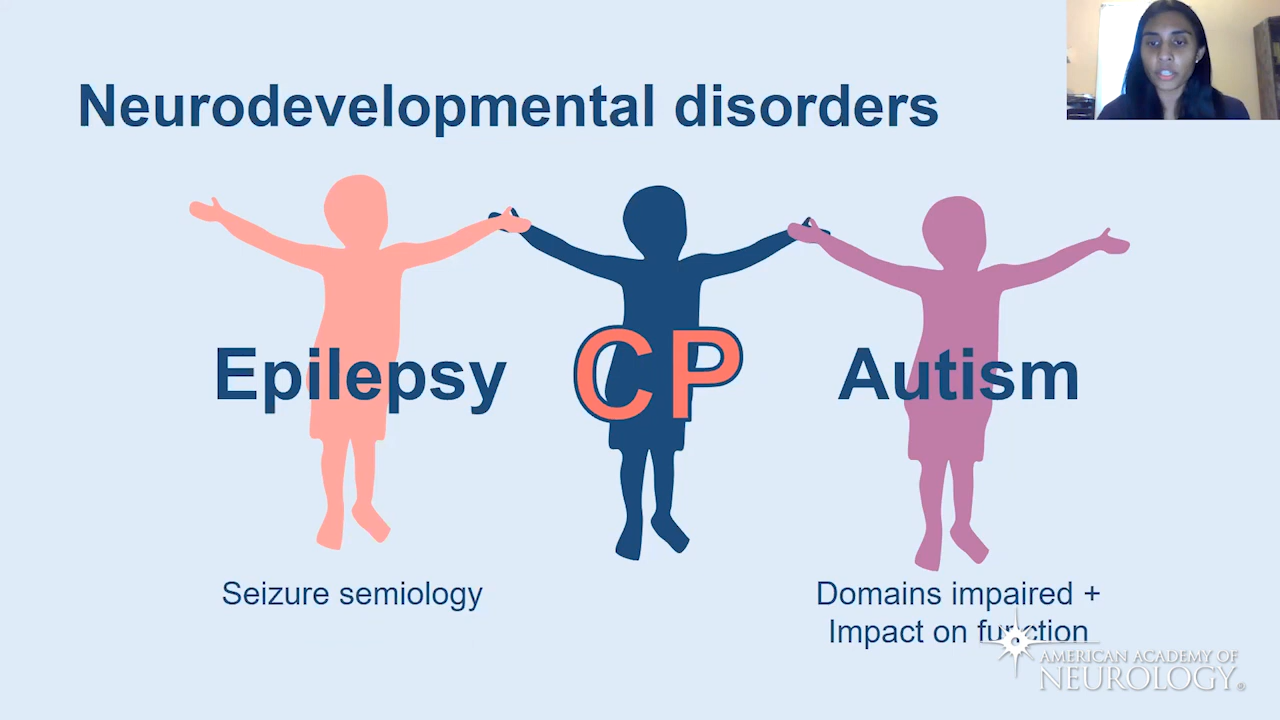 Neurodevelopmental disorders
Epilepsy
CP
Autism
Seizure semiology
Domains impaired +
Impact on function
AMERICAN ACADEMY OF
NEUROLOGY®